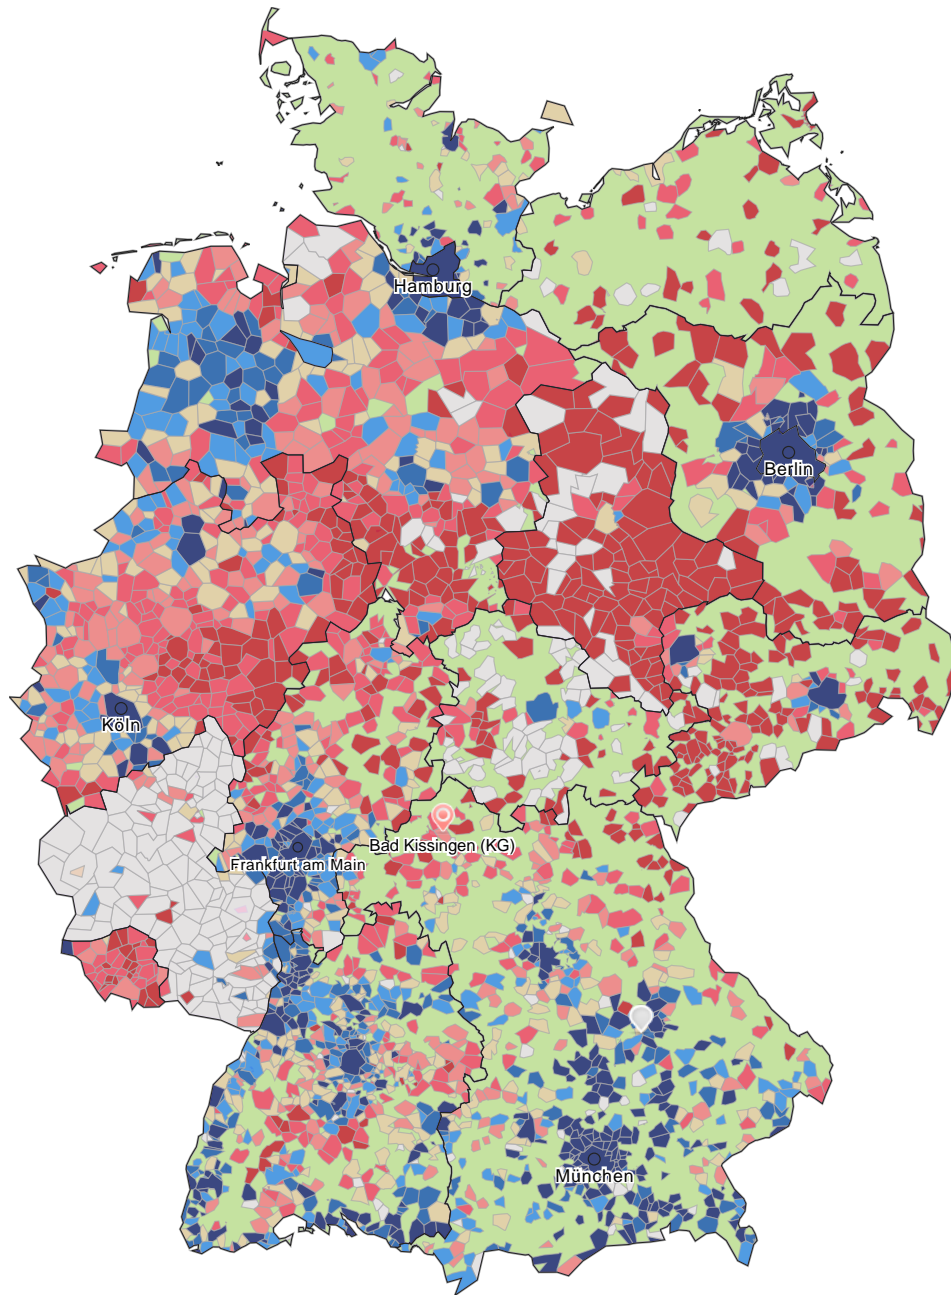 Hamburg
Berlin
Köln
Bad Kissingen (KG)
Frankfurt am Main
München